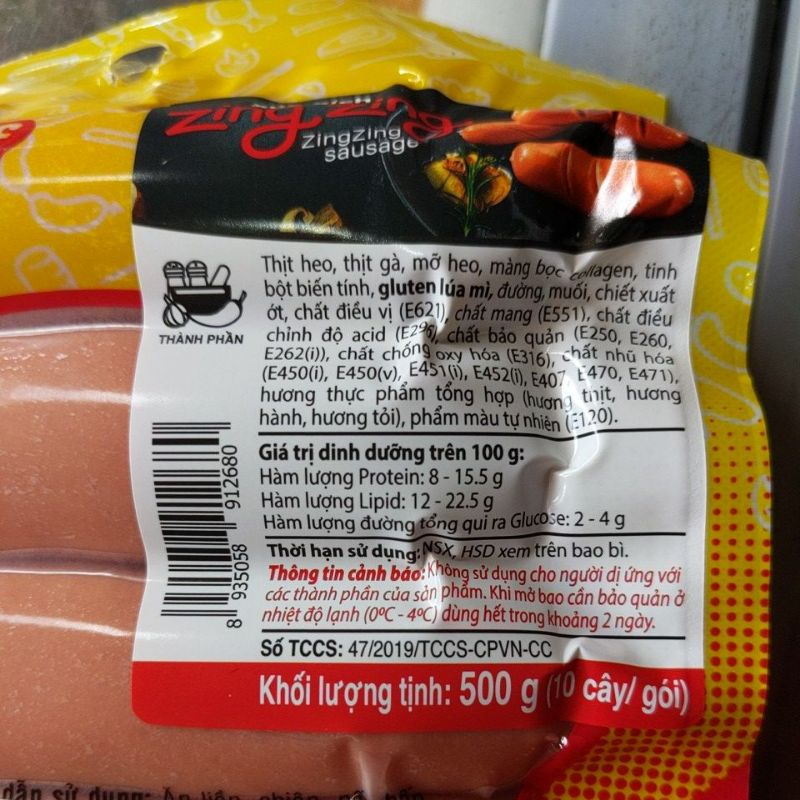 Zing Zing
ZingZing
sausage
Thịt heo, thịt gà, mỡ heo, màng bọc collagen, tinh
bột biến tính, gluten lúa mì, đường, muối, chiết xuất
ớt, chất điều vị (E621), chất mang (E551), chất điều
chỉnh độ acid (E296), chất bảo quản (E250, E260,
E262(i)), chất chống oxy hóa (E316), chất nhũ hóa
(E450(i), E450(v), E451(i), E452(i), E407, E470, E471),
hương thực phẩm tổng hợp (hương thịt, hương
hành, hương tỏi), phẩm màu tự nhiên (E120).
THÀNH PHẦN
Giá trị dinh dưỡng trên 100 g:
Hàm lượng Protein: 8 - 15.5 g
Hàm lượng Lipid: 12 - 22.5 g
Hàm lượng đường tổng qui ra Glucose: 2 - 4 g
Thời hạn sử dụng: NSX, HSD xem trên bao bì.
Thông tin cảnh báo: Không sử dụng cho người dị ứng với
các thành phần của sản phẩm. Khi mở bao cần bảo quản ở
nhiệt độ lạnh (0ºC - 4ºC) dùng hết trong khoảng 2 ngày.
Số TCCS: 47/2019/TCCS-CPVN-CC
Khối lượng tịnh: 500 g (10 cây/ gói)
8 935058 912680
dẫn sử dụng: Ăn liền, chiên,